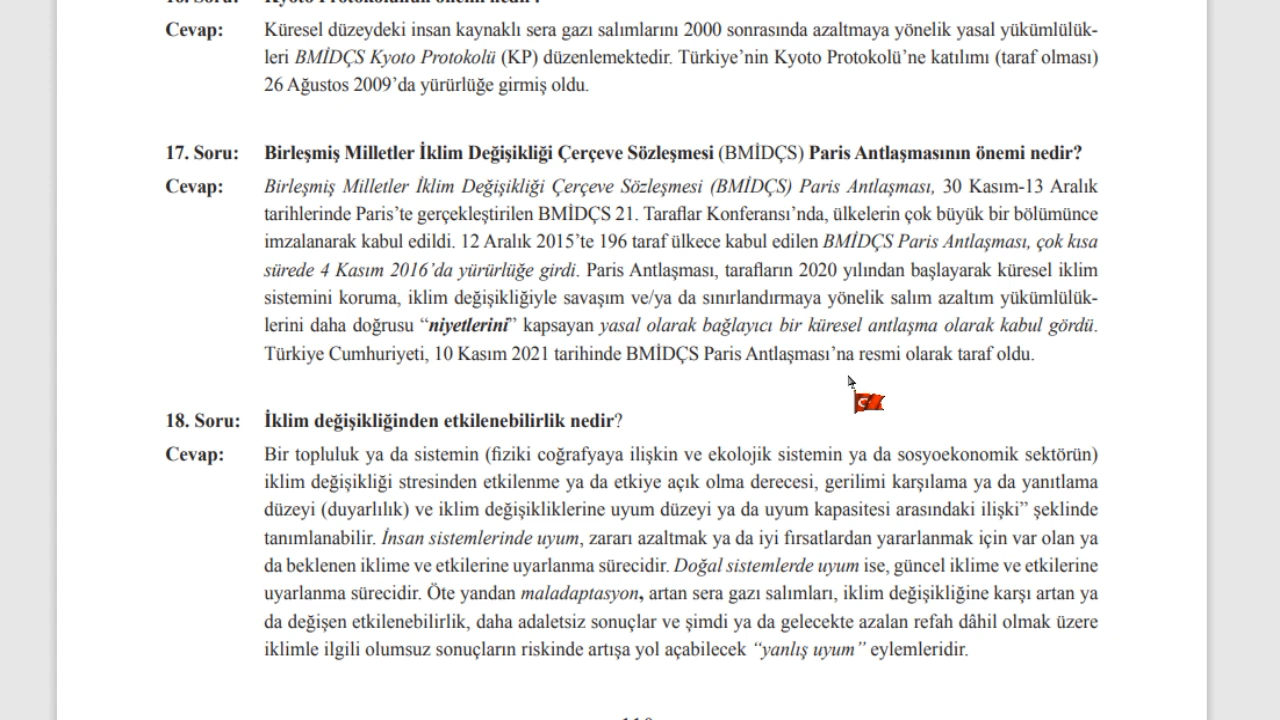 16. Soru: Kyoto Protokolünün önemi nedir?
Cevap: Küresel düzeydeki insan kaynaklı sera gazı salımlarını 2000 sonrasında azaltmaya yönelik yasal yükümlülük-
leri BMİDÇS Kyoto Protokolü (KP) düzenlemektedir. Türkiye’nin Kyoto Protokolü’ne katılımı (taraf olması)
26 Ağustos 2009’da yürürlüğe girmiş oldu.
17. Soru: Birleşmiş Milletler İklim Değişikliği Çerçeve Sözleşmesi (BMİDÇS) Paris Antlaşmasının önemi nedir?
Cevap: Birleşmiş Milletler İklim Değişikliği Çerçeve Sözleşmesi (BMİDÇS) Paris Antlaşması, 30 Kasım-13 Aralık
tarihlerinde Paris’te gerçekleştirilen BMİDÇS 21. Taraflar Konferansı’nda, ülkelerin çok büyük bir bölümünce
imzalanarak kabul edildi. 12 Aralık 2015’te 196 taraf ülkece kabul edilen BMİDÇS Paris Antlaşması, çok kısa
sürede 4 Kasım 2016’da yürürlüğe girdi. Paris Antlaşması, tarafların 2020 yılından başlayarak küresel iklim
sistemini koruma, iklim değişikliğiyle savaşım ve/ya da sınırlandırmaya yönelik salım azaltım yükümlülük-
lerini daha doğrusu “niyetlerini” kapsayan yasal olarak bağlayıcı bir küresel antlaşma olarak kabul gördü.
Türkiye Cumhuriyeti, 10 Kasım 2021 tarihinde BMİDÇS Paris Antlaşması’na resmi olarak taraf oldu.
18. Soru: İklim değişikliğinden etkilenebilirlik nedir?
Cevap: Bir topluluk ya da sistemin (fiziki coğrafyaya ilişkin ve ekolojik sistemin ya da sosyoekonomik sektörün)
iklim değişikliği stresinden etkilenme ya da etkiye açık olma derecesi, gerilimi karşılama ya da yanıtlama
düzeyi (duyarlılık) ve iklim değişikliklerine uyum düzeyi ya da uyum kapasitesi arasındaki ilişki” şeklinde
tanımlanabilir. İnsan sistemlerinde uyum, zararı azaltmak ya da iyi fırsatlardan yararlanmak için var olan ya
da beklenen iklime ve etkilerine uyarlanma sürecidir. Doğal sistemlerde uyum ise, güncel iklime ve etkilerine
uyarlanma sürecidir. Öte yandan maladaptasyon, artan sera gazı salımları, iklim değişikliğine karşı artan ya
da değişen etkilenebilirlik, daha adaletsiz sonuçlar ve şimdi ya da gelecekte azalan refah dâhil olmak üzere
iklimle ilgili olumsuz sonuçların riskinde artışa yol açabilecek “yanlış uyum” eylemleridir.